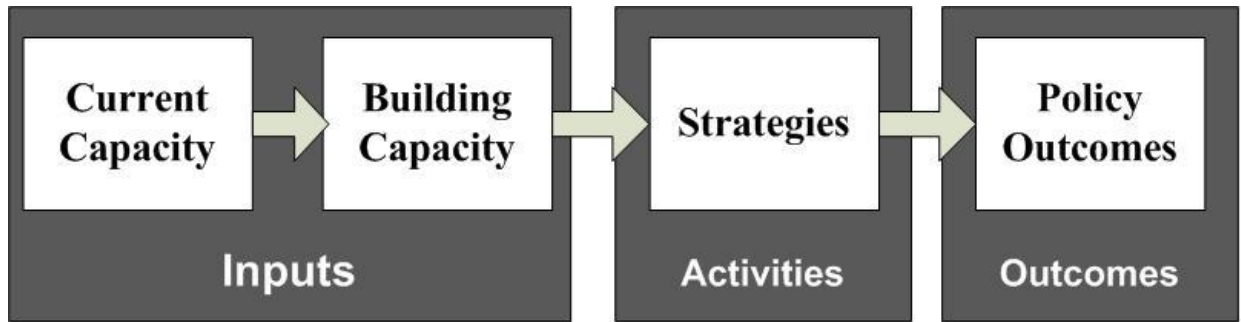 Current
Capacity
Building
Capacity
Strategies
Policy
Outcomes
Inputs
Activities
Outcomes